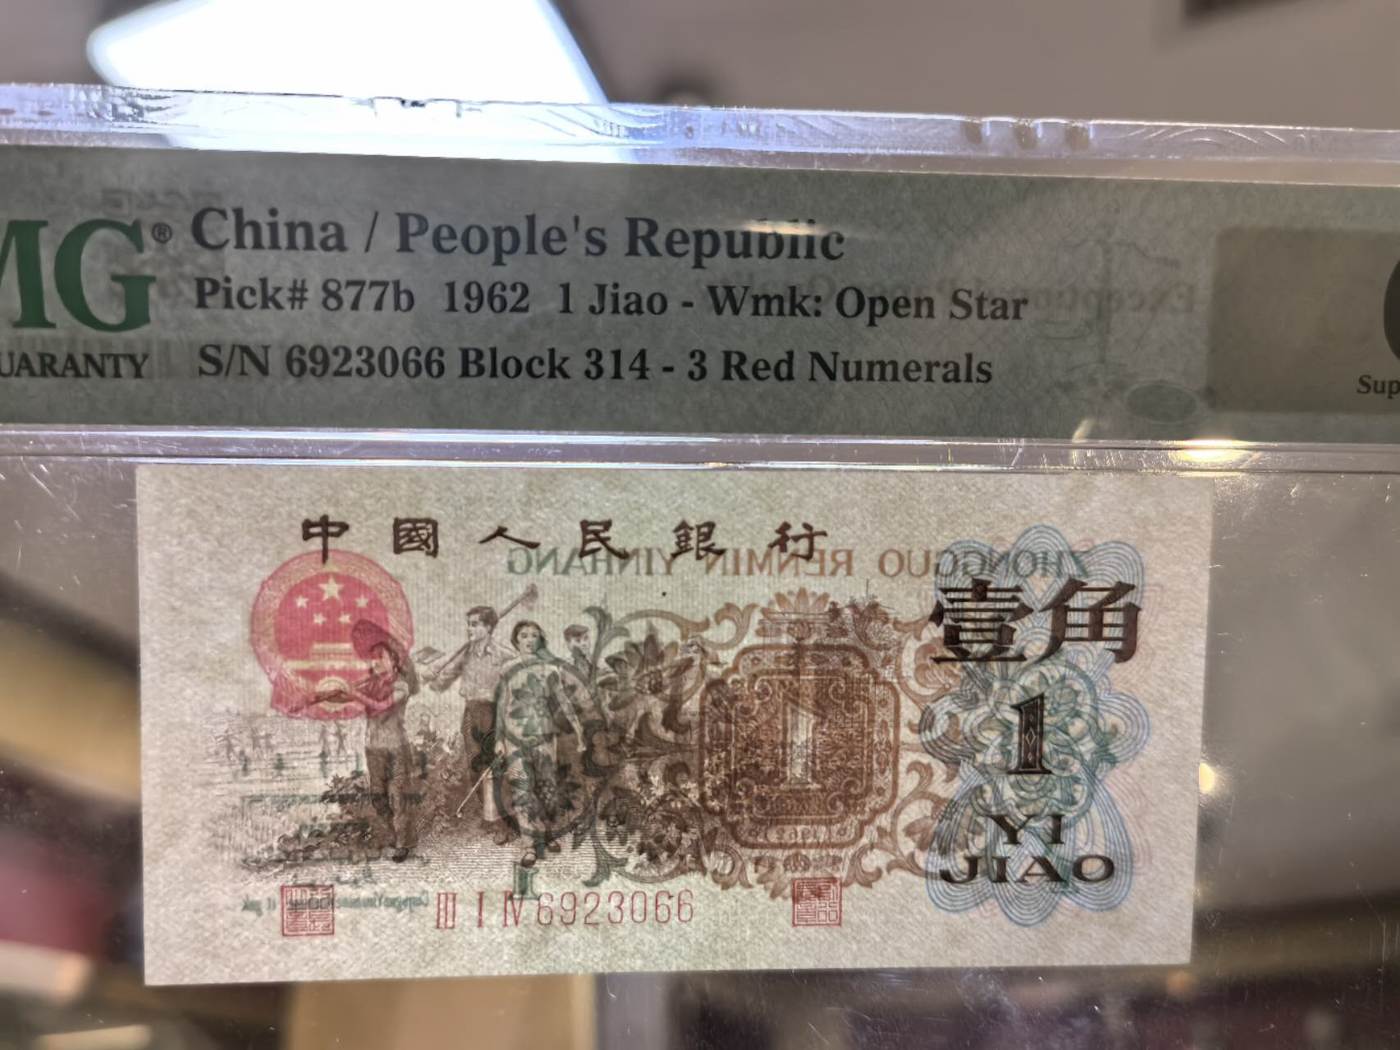 MG®
China / People's Republic
Pick# 877b 1962 1 Jiao - Wmk: Open Star
UARANTY
S/N 6923066 Block 314 - 3 Red Numerals
Sup
中國人民銀行
ZHONGGUO RENMIN YINHANG
壹角
1
1
YI
JIAO
III I IV 6923066